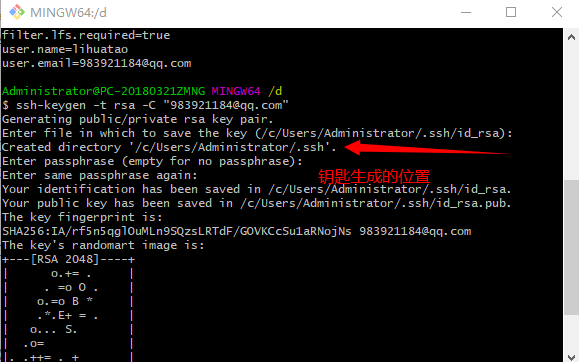 MINGW64:/d
filter.lfs.required=true
user.name=lihuatao
user.email=983921184@qq.com
Administrator@PC-20180321ZMNG MINGW64 /d
$ ssh-keygen -t rsa -C "983921184@qq.com"
Generating public/private rsa key pair.
Enter file in which to save the key (/c/Users/Administrator/.ssh/id_rsa):
Created directory '/c/Users/Administrator/.ssh'.
Enter passphrase (empty for no passphrase):
Enter same passphrase again:
钥匙生成的位置
Your identification has been saved in /c/Users/Administrator/.ssh/id_rsa.
Your public key has been saved in /c/Users/Administrator/.ssh/id_rsa.pub.
The key fingerprint is:
SHA256:IA/rf5n5qglOuMLn9SQzsLRTdF/GOVKCcSu1aRNojNs 983921184@qq.com
The key's randomart image is:
+---[RSA 2048]----+
|      o.+= .     |
|     . =o O .    |
|    o.=o B *     |
|    .*.E+ = .    |
|   o... S.       |
|  .o=            |
|. .++= . +       |